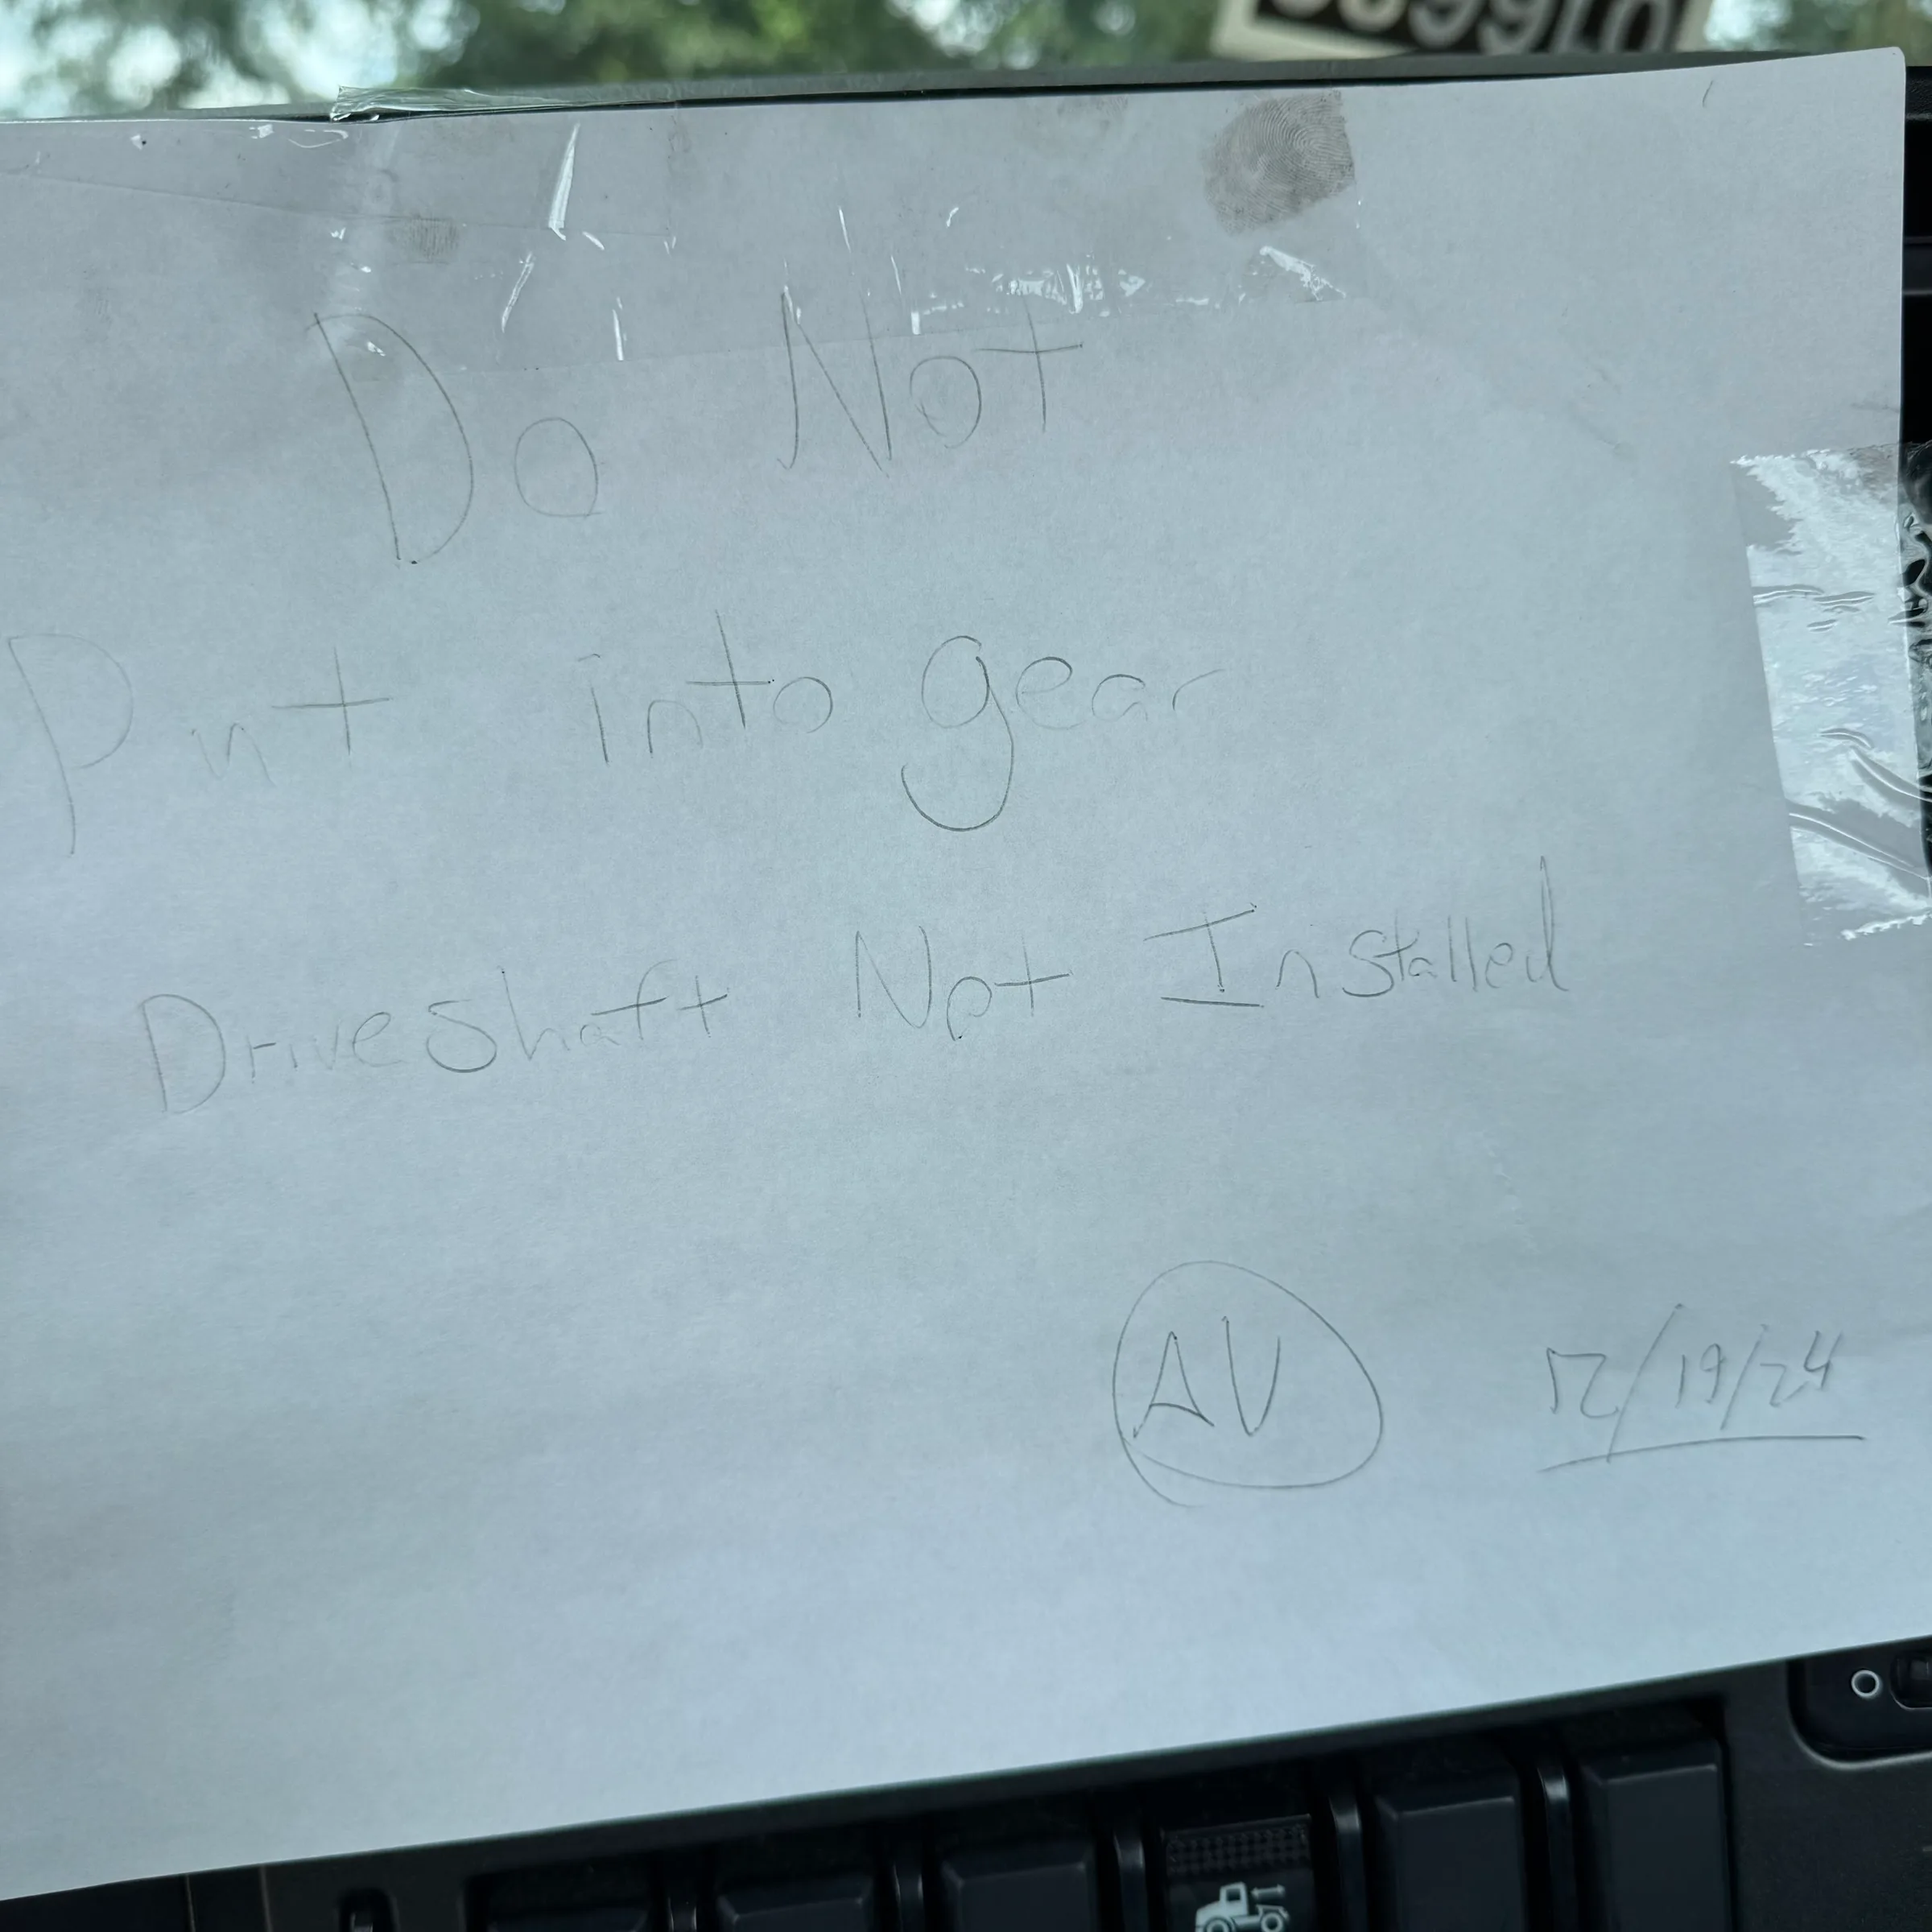 Do Not
Put into gear
Driveshaft Not Installed
AV 12/19/24